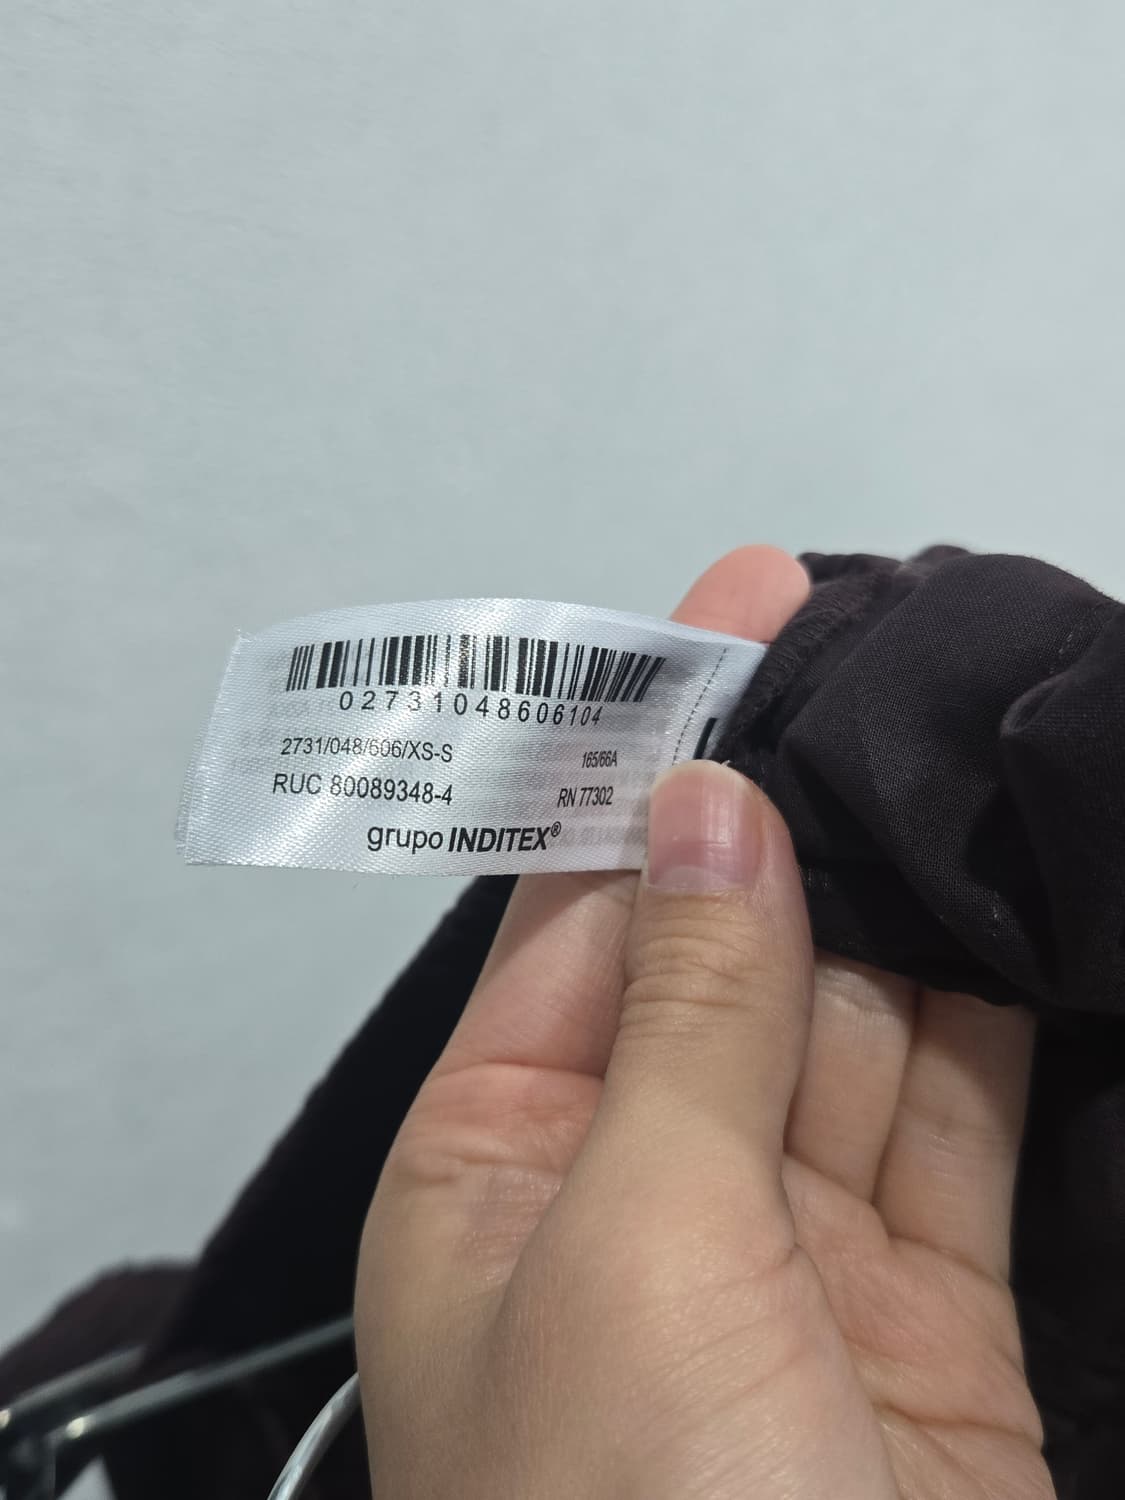 02731048606104
2731/048/606/XS-S 165/66A
RUC 80089348-4 RN 77302
grupo INDITEX®